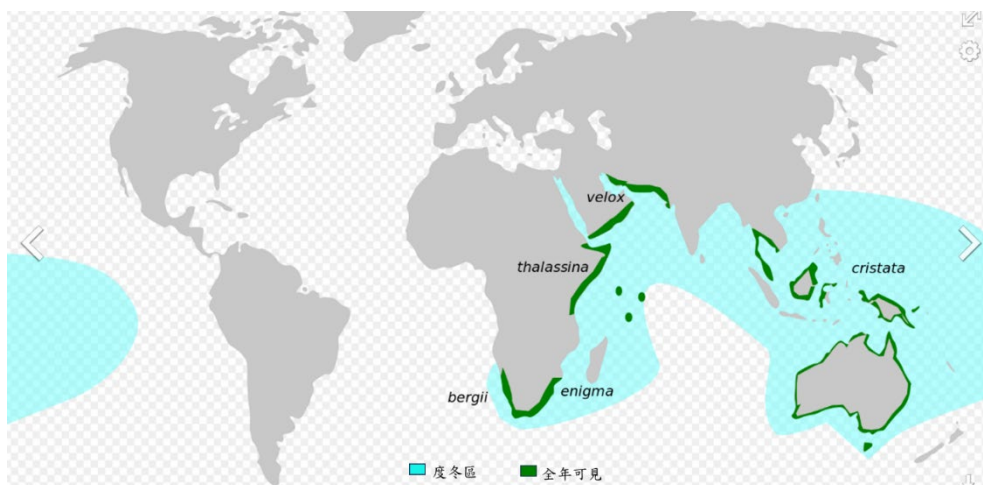 velox
thalassina
cristata
bergii
enigma
度冬區
全年可見